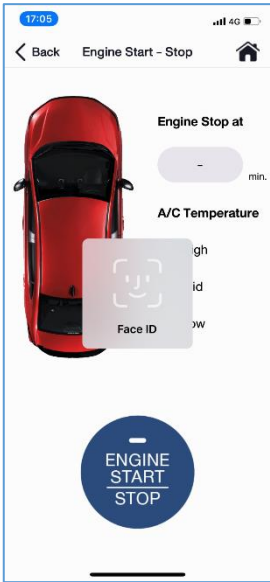 17:05
4G
Back
Engine Start - Stop
Engine Stop at
-
min.
A/C Temperature
gh
id
ow
Face ID
ENGINE
START
STOP